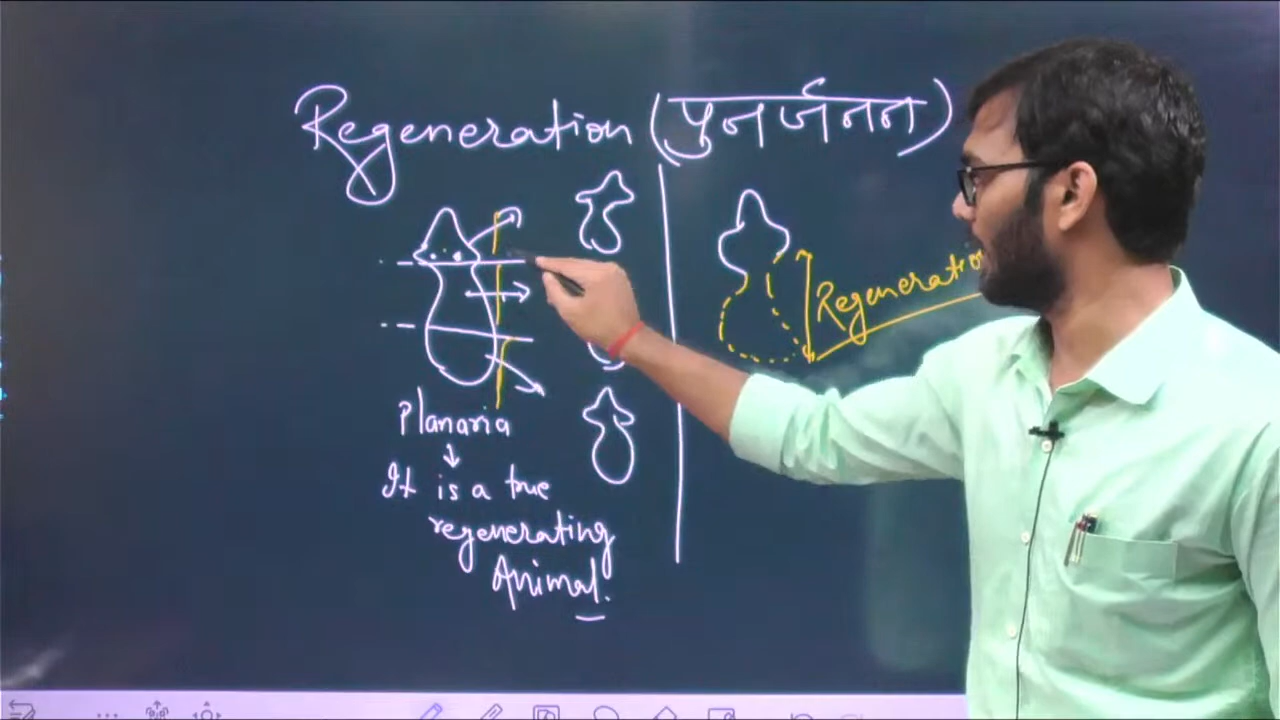 Regeneration (पुनर्जनन)
Regeneration
Planaria
It is a true
regenerating
Animal.